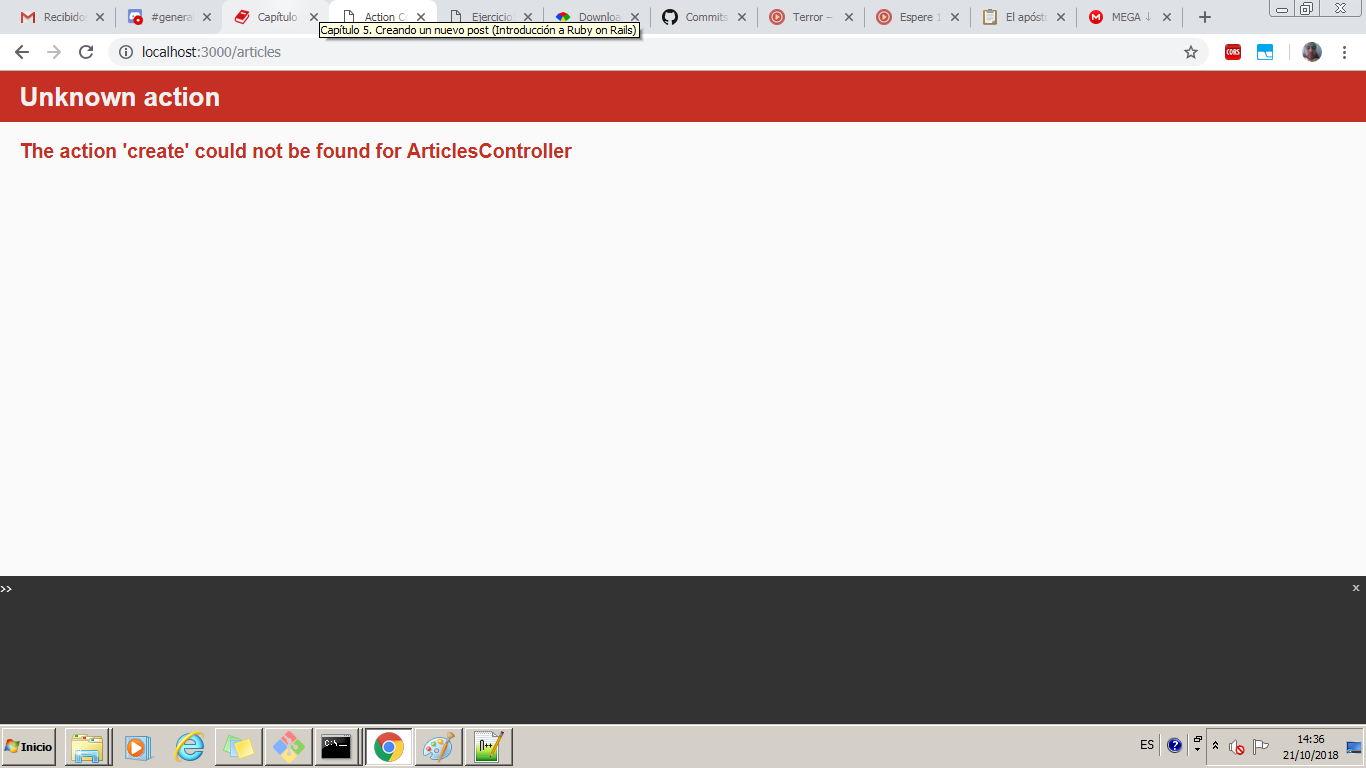 Recibidos
#genera
Capítulo
Action C
Ejercicio
Downloa
Commits
Terror –
Espere 1
El apóst
MEGA
Capítulo 5. Creando un nuevo post (Introducción a Ruby on Rails)
localhost:3000/articles
CORS
Unknown action
The action 'create' could not be found for ArticlesController
>>
x
Inicio
C:\_
ES
14:36
21/10/2018